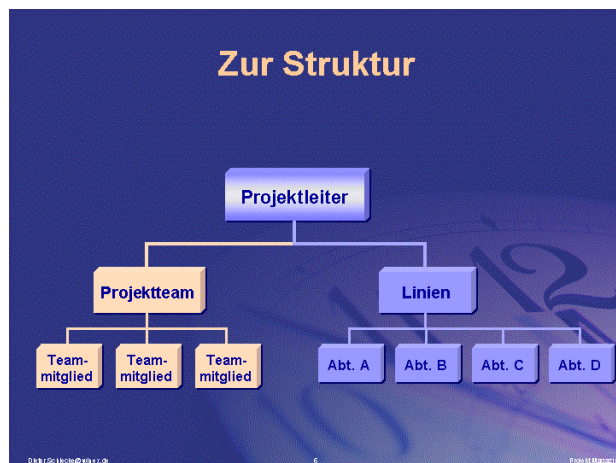 Zur Struktur
Projektleiter
Projektteam
Linien
Team-
mitglied
Team-
mitglied
Team-
mitglied
Abt. A
Abt. B
Abt. C
Abt. D
6